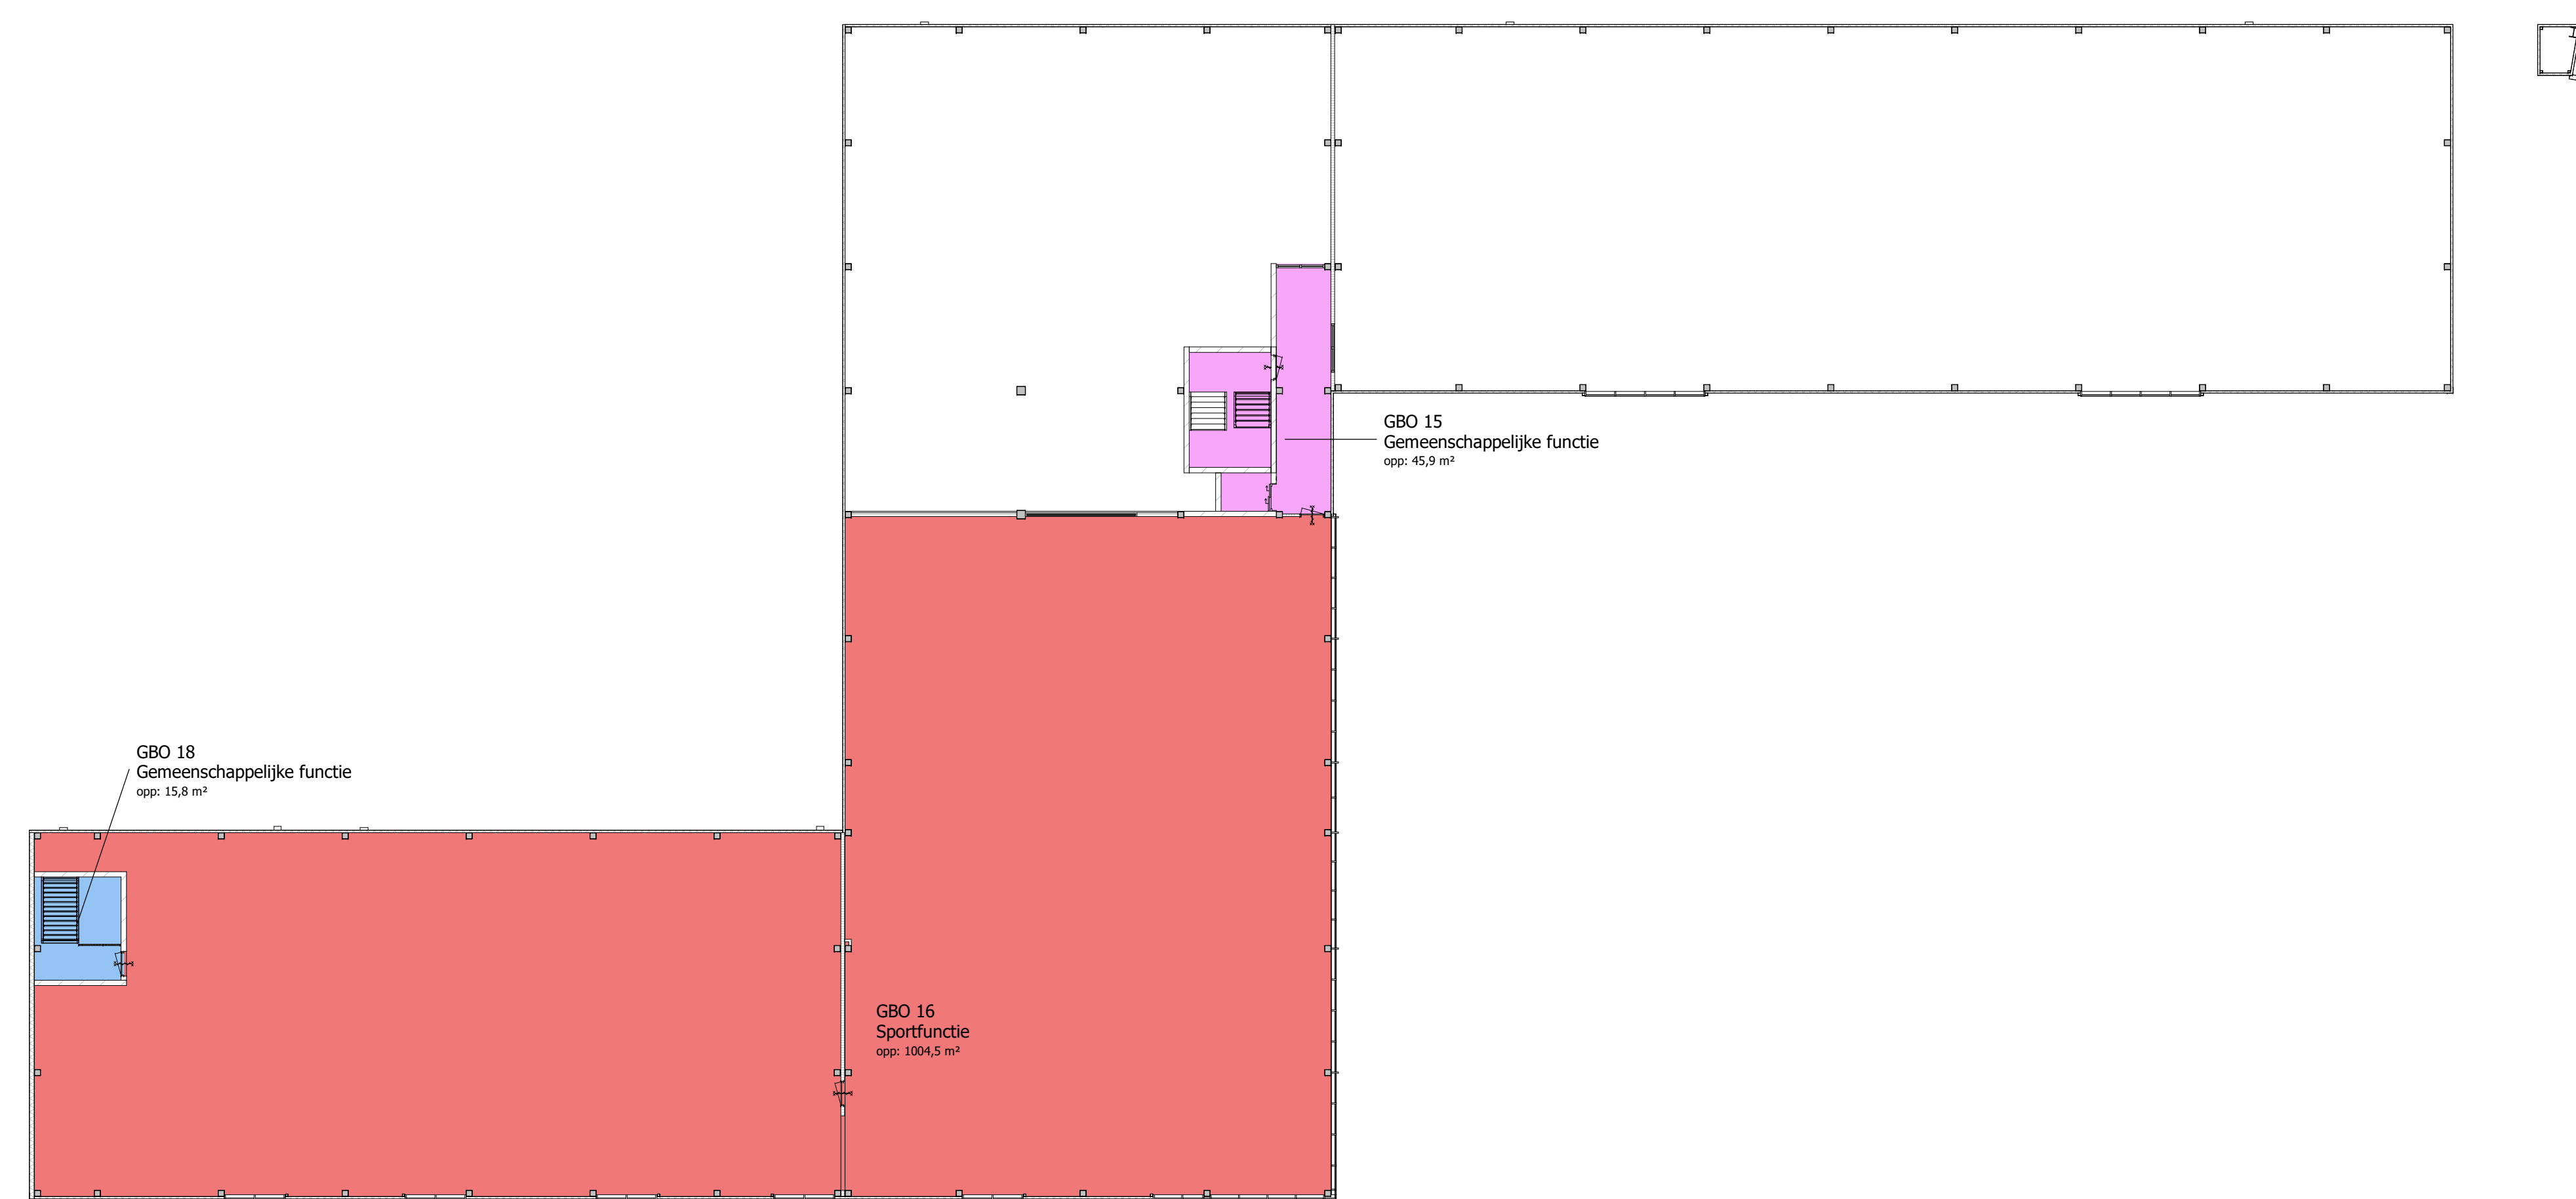 GBO 15
Gemeenschappelijke functie
opp: 45,9 m²
GBO 18
Gemeenschappelijke functie
opp: 15,8 m²
GBO 16
Sportfunctie
opp: 1004,5 m²